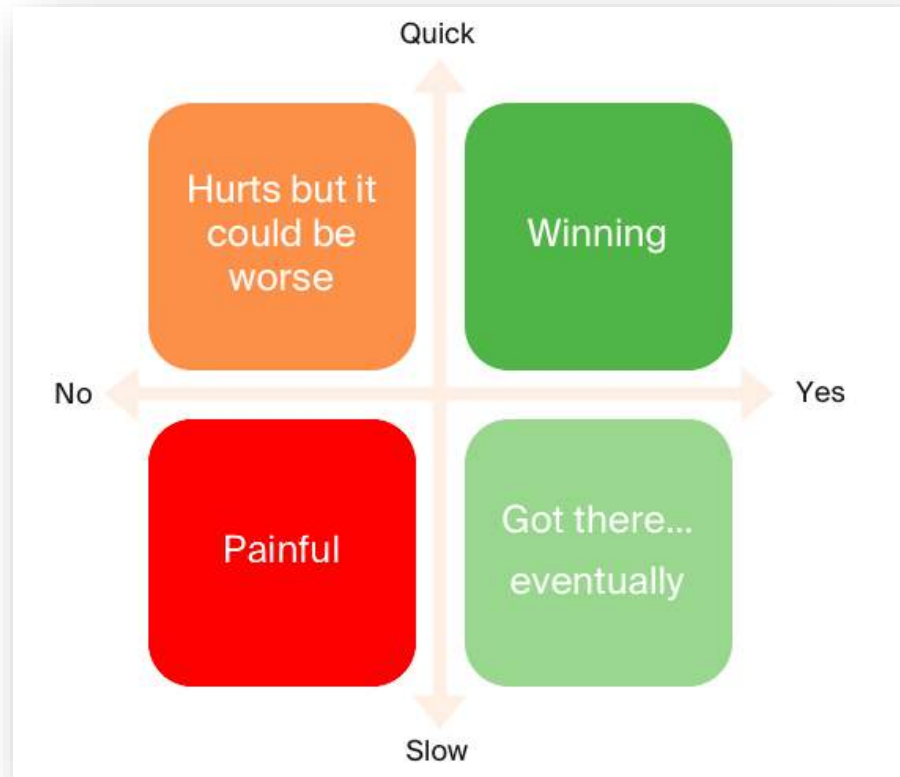 Quick
Hurts but it
could be
worse
Winning
No
Yes
Painful
Got there...
eventually
Slow